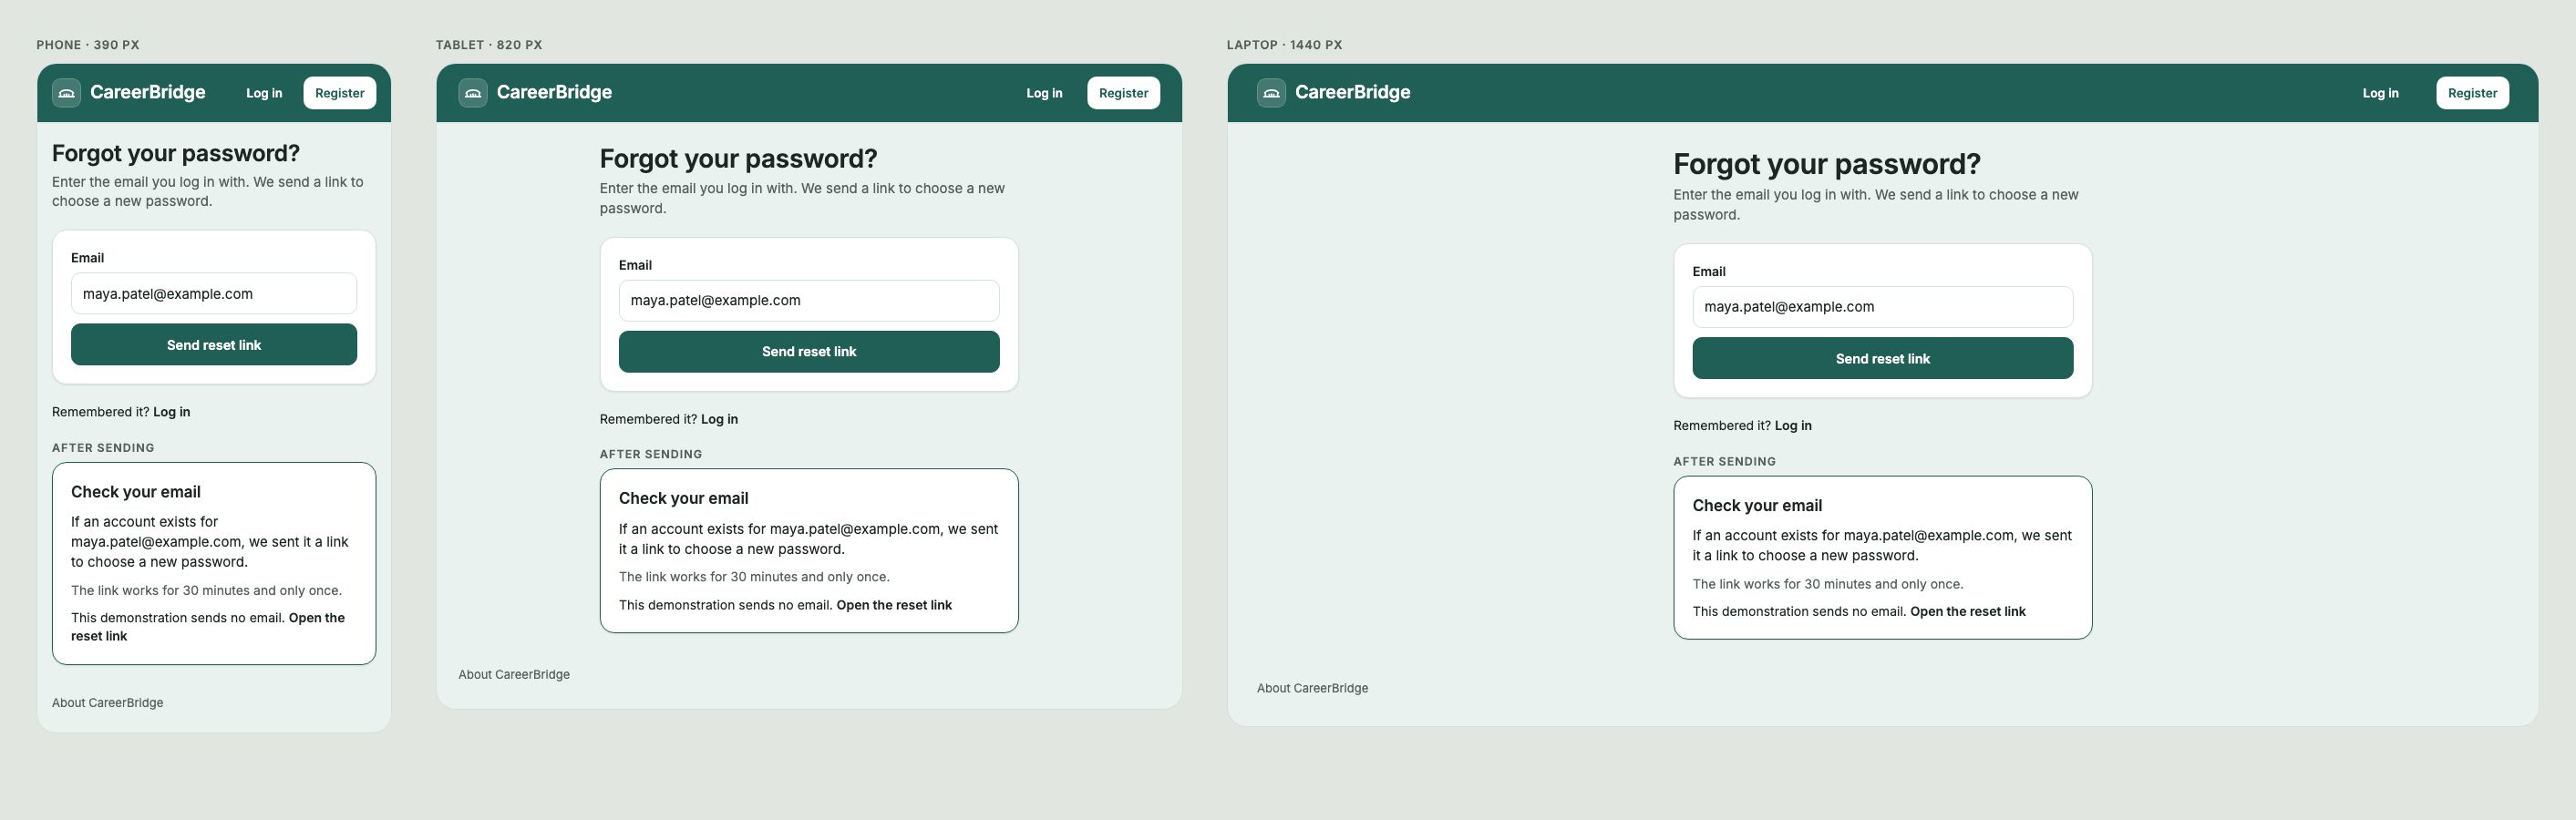 PHONE · 390 PX
CareerBridge
Log in
Register
Forgot your password?
Enter the email you log in with. We send a link to
choose a new password.
Email
maya.patel@example.com
Send reset link
Remembered it? Log in
AFTER SENDING
Check your email
If an account exists for
maya.patel@example.com, we sent it a link
to choose a new password.
The link works for 30 minutes and only once.
This demonstration sends no email. Open the
reset link
About CareerBridge
TABLET · 820 PX
CareerBridge
Log in
Register
Forgot your password?
Enter the email you log in with. We send a link to choose a new
password.
Email
maya.patel@example.com
Send reset link
Remembered it? Log in
AFTER SENDING
Check your email
If an account exists for maya.patel@example.com, we sent
it a link to choose a new password.
The link works for 30 minutes and only once.
This demonstration sends no email. Open the reset link
About CareerBridge
LAPTOP · 1440 PX
CareerBridge
Log in
Register
Forgot your password?
Enter the email you log in with. We send a link to choose a new
password.
Email
maya.patel@example.com
Send reset link
Remembered it? Log in
AFTER SENDING
Check your email
If an account exists for maya.patel@example.com, we sent
it a link to choose a new password.
The link works for 30 minutes and only once.
This demonstration sends no email. Open the reset link
About CareerBridge